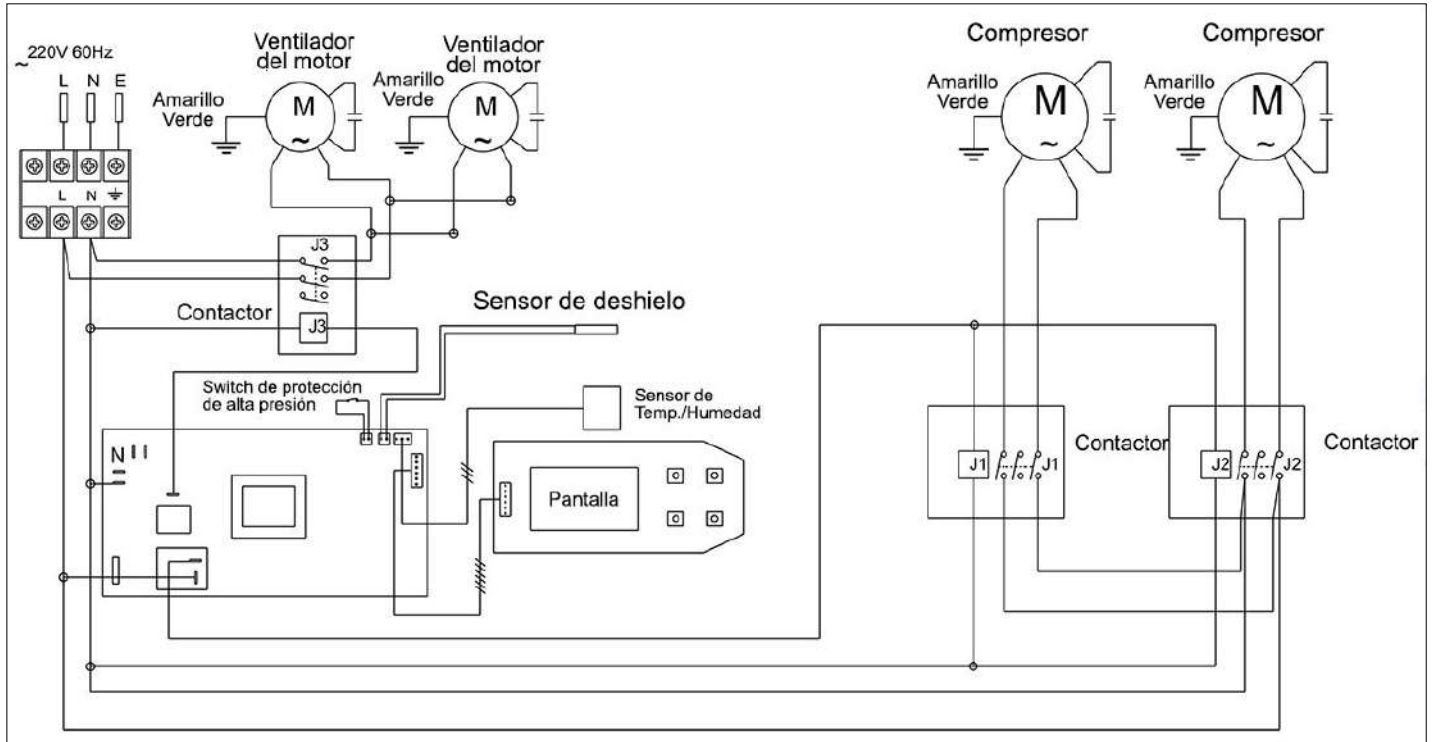 220V 60Hz
~
L N E
L N
Ventilador
del motor
Amarillo
Verde
M
~
Ventilador
del motor
Amarillo
Verde
M
~
Compresor
Amarillo
Verde
M
~
Compresor
Amarillo
Verde
M
~
J3
Contactor
J3
Sensor de deshielo
Switch de protección
de alta presión
Sensor de
Temp./Humedad
N
Pantalla
J1
J1
Contactor
J2
J2
Contactor